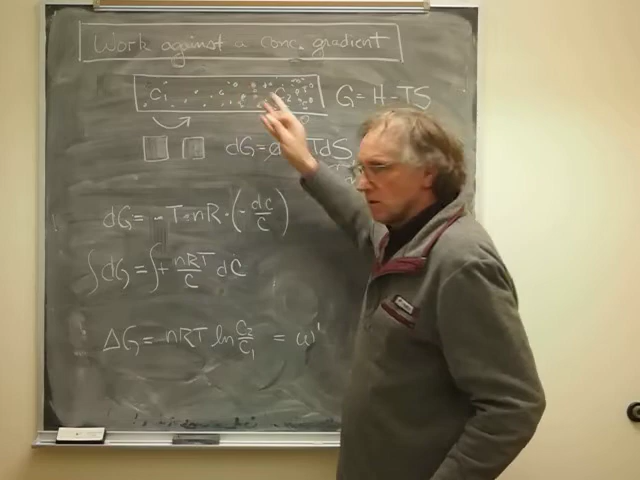 Work against a conc. gradient
C₁ C₂ G = H - TS
dG = ø TdS
dG = - T·nR · (- dc/c)
∫dG = ∫+ nRT/C dC
ΔG = nRT ln C₂/C₁ = ω'